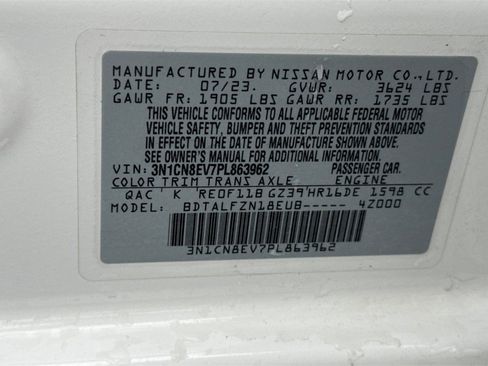 MANUFACTURED BY NISSAN MOTOR CO., LTD.
DATE: 07/23. GVWR: 3624 LBS
GAWR FR: 1905 LBS GAWR RR: 1735 LBS
THIS VEHICLE CONFORMS TO ALL APPLICABLE FEDERAL MOTOR
VEHICLE SAFETY, BUMPER AND THEFT PREVENTION STANDARDS
IN EFFECT ON THE DATE OF MANUFACTURE SHOWN ABOVE.
SEE OWNER'S MANUAL FOR ADDITIONAL INFORMATION
VIN: 3N1CN8EV7PL863962 PASSENGER CAR.
COLOR TRIM TRANS AXLE ENGINE
QAC K RE0F11B GZ39 HR16DE 1598 CC
MODEL: BDTALFZN18EUB----- 4Z000
3N1CN8EV7PL863962